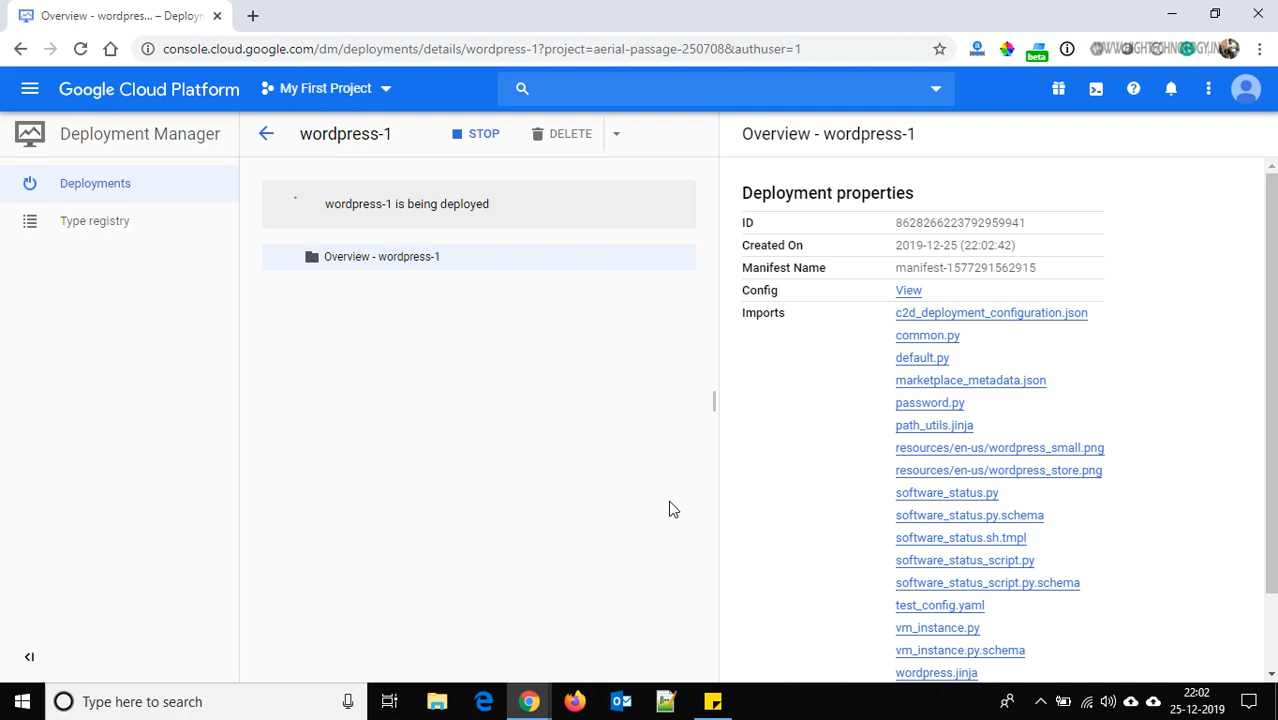 Overview - wordpres... – Deploym
console.cloud.google.com/dm/deployments/details/wordpress-1?project=aerial-passage-250708&authuser=1
beta
Google Cloud Platform
My First Project
Deployment Manager
wordpress-1
STOP
DELETE
Overview - wordpress-1
Deployments
Type registry
wordpress-1 is being deployed
Overview - wordpress-1
Deployment properties
ID 8628266223792959941
Created On 2019-12-25 (22:02:42)
Manifest Name manifest-1577291562915
Config View
Imports c2d_deployment_configuration.json
common.py
default.py
marketplace_metadata.json
password.py
path_utils.jinja
resources/en-us/wordpress_small.png
resources/en-us/wordpress_store.png
software_status.py
software_status.py.schema
software_status.sh.tmpl
software_status_script.py
software_status_script.py.schema
test_config.yaml
vm_instance.py
vm_instance.py.schema
wordpress.jinja
Type here to search
22:02
25-12-2019